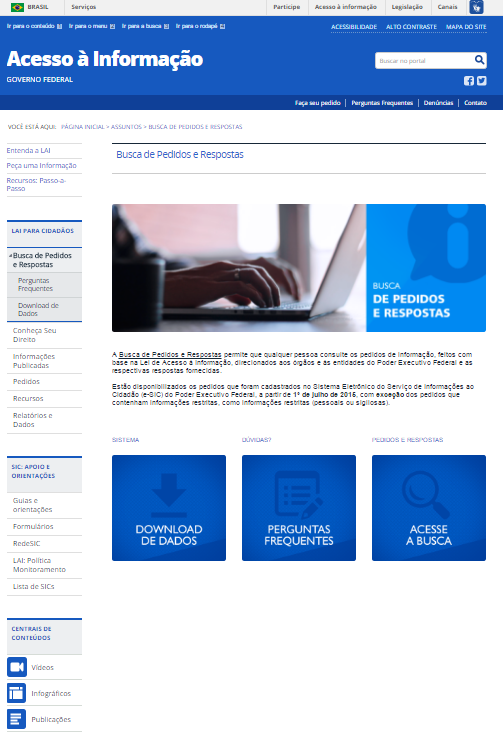 BRASIL Serviços Participe Acesso à informação Legislação Canais
Ir para o conteúdo 1 Ir para o menu 2 Ir para a busca 3 Ir para o rodapé 4 ACESSIBILIDADE ALTO CONTRASTE MAPA DO SITE
Acesso à Informação
Buscar no portal
GOVERNO FEDERAL
Faça seu pedido Perguntas Frequentes Denúncias Contato
VOCÊ ESTÁ AQUI: PÁGINA INICIAL > ASSUNTOS > BUSCA DE PEDIDOS E RESPOSTAS
Entenda a LAI
Peça uma Informação
Recursos: Passo-a-
Passo
LAI PARA CIDADÃOS
Busca de Pedidos
e Respostas
Perguntas
Frequentes
Download de
Dados
Conheça Seu
Direito
Informações
Publicadas
Pedidos
Recursos
Relatórios e
Dados
SIC: APOIO E
ORIENTAÇÕES
Guias e
orientações
Formulários
RedeSIC
LAI: Política
Monitoramento
Lista de SICs
CENTRAIS DE
CONTEÚDOS
Vídeos
Infográficos
Publicações
Busca de Pedidos e Respostas
BUSCA
DE PEDIDOS
E RESPOSTAS
A Busca de Pedidos e Respostas permite que qualquer pessoa consulte os pedidos de informação, feitos com
base na Lei de Acesso à Informação, direcionados aos órgãos e às entidades do Poder Executivo Federal e as
respectivas respostas fornecidas.
Estão disponibilizados os pedidos que foram cadastrados no Sistema Eletrônico do Serviço de Informações ao
Cidadão (e-SIC) do Poder Executivo Federal, a partir de 1º de julho de 2015, com exceção dos pedidos que
contenham informações restritas, como informações restritas (pessoais ou sigilosas).
SISTEMA DÚVIDAS? PEDIDOS E RESPOSTAS
DOWNLOAD
DE DADOS
PERGUNTAS
FREQUENTES
ACESSE
A BUSCA